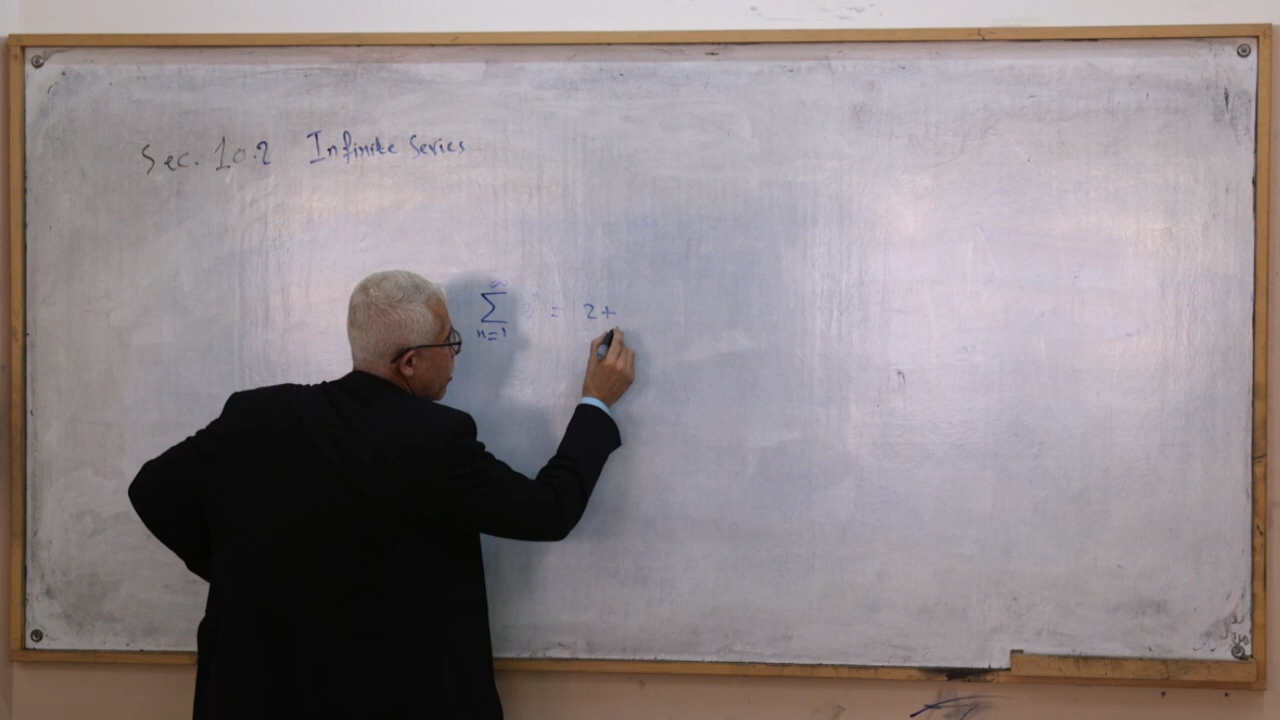 Sec. 10.2 Infinite Series
∞
∑ = 2+
n=1